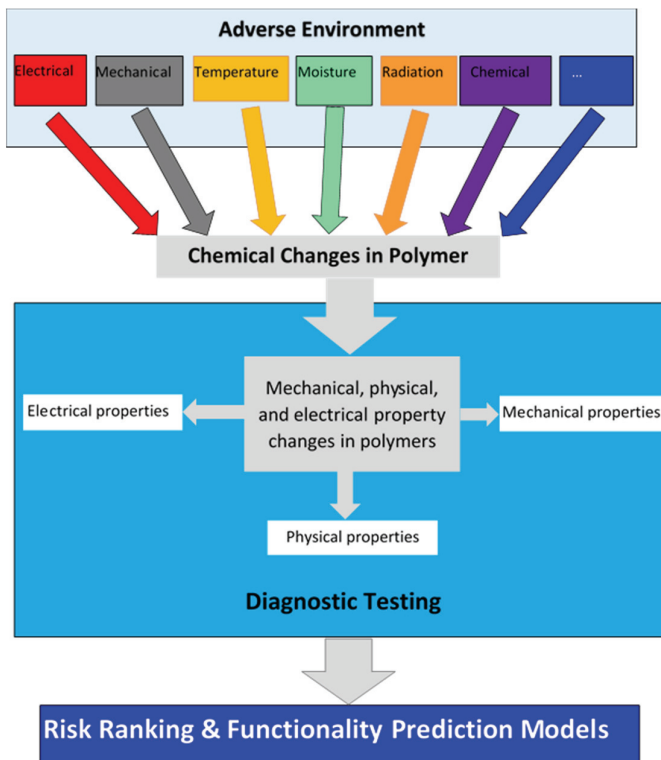 Adverse Environment
Electrical
Mechanical
Temperature
Moisture
Radiation
Chemical
...
Chemical Changes in Polymer
Mechanical, physical,
and electrical property
changes in polymers
Electrical properties
Mechanical properties
Physical properties
Diagnostic Testing
Risk Ranking & Functionality Prediction Models